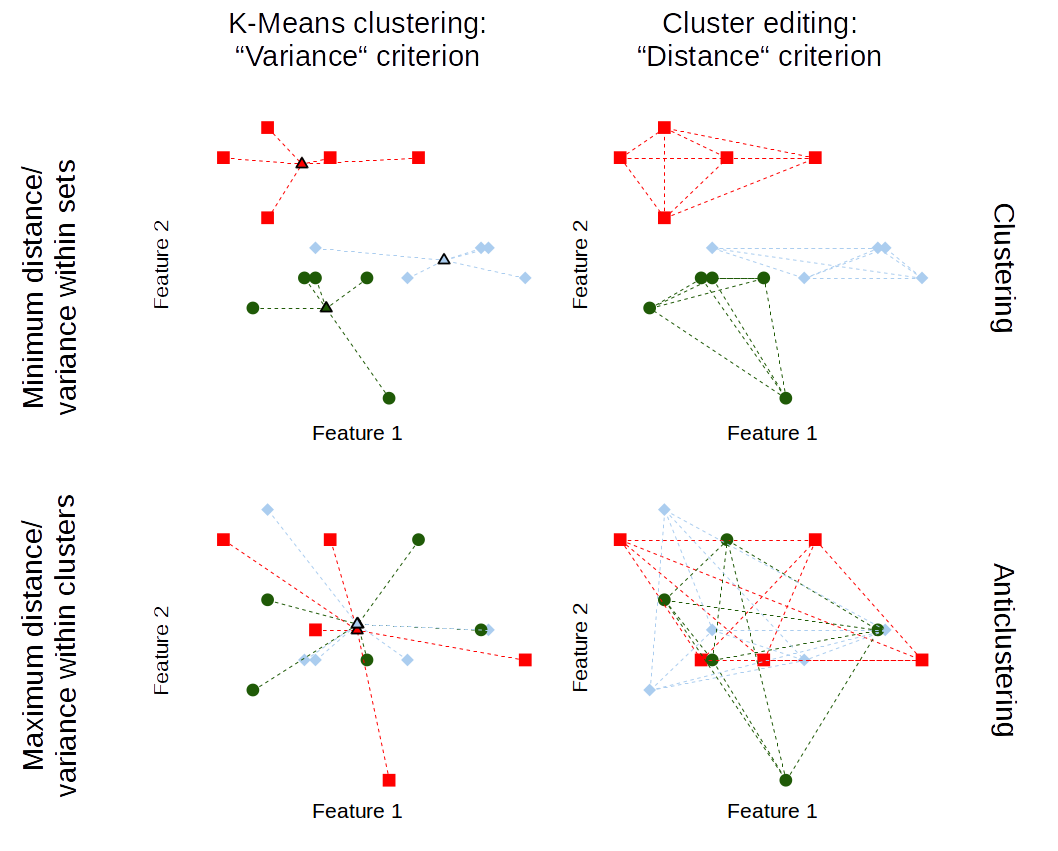 K-Means clustering:
“Variance“ criterion
Cluster editing:
“Distance“ criterion
Minimum distance/
variance within sets
Feature 2
Feature 1
Feature 2
Feature 1
Clustering
Maximum distance/
variance within clusters
Feature 2
Feature 1
Feature 2
Feature 1
Anticlustering